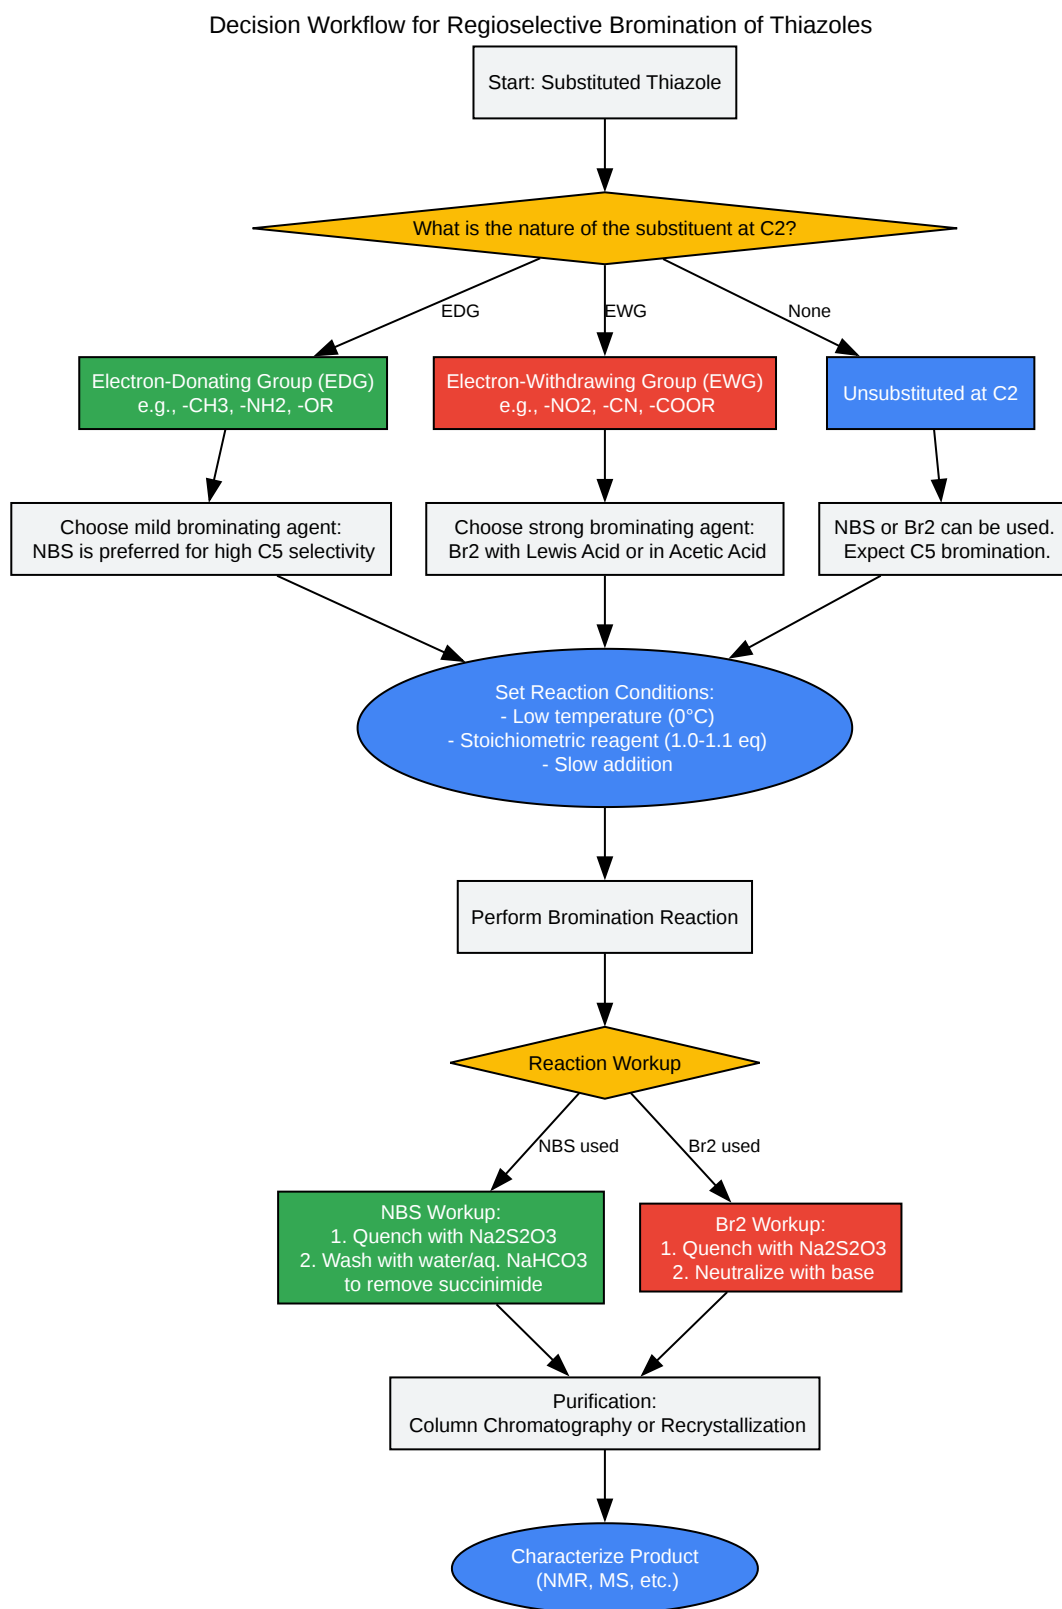 Decision Workflow for Regioselective Bromination of Thiazoles
Start: Substituted Thiazole
What is the nature of the substituent at C2?
EDG
EWG
None
Electron-Donating Group (EDG)
e.g., -CH3, -NH2, -OR
Electron-Withdrawing Group (EWG)
e.g., -NO2, -CN, -COOR
Unsubstituted at C2
Choose mild brominating agent:
NBS is preferred for high C5 selectivity
Choose strong brominating agent:
Br2 with Lewis Acid or in Acetic Acid
NBS or Br2 can be used.
Expect C5 bromination.
Set Reaction Conditions:
- Low temperature (0°C)
- Stoichiometric reagent (1.0-1.1 eq)
- Slow addition
Perform Bromination Reaction
Reaction Workup
NBS used
Br2 used
NBS Workup:
1. Quench with Na2S2O3
2. Wash with water/aq. NaHCO3
to remove succinimide
Br2 Workup:
1. Quench with Na2S2O3
2. Neutralize with base
Purification:
Column Chromatography or Recrystallization
Characterize Product
(NMR, MS, etc.)